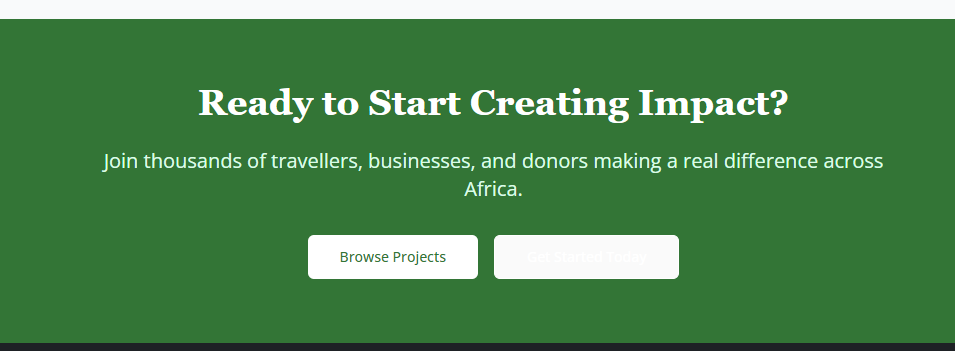 Ready to Start Creating Impact?
Join thousands of travellers, businesses, and donors making a real difference across
Africa.
Browse Projects
Get Started Today